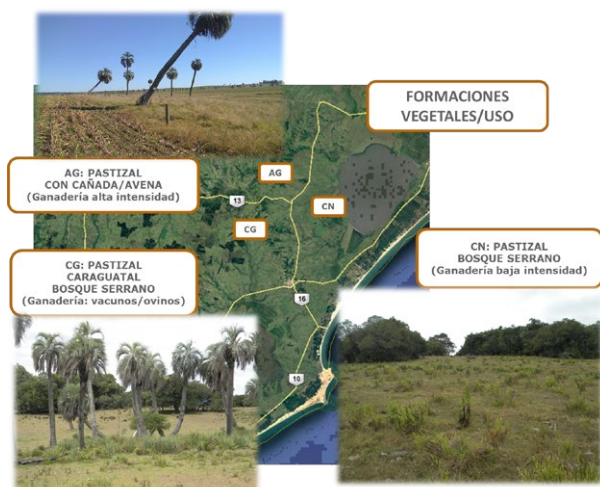 FORMACIONES
VEGETALES/USO
AG: PASTIZAL
CON CAÑADA/AVENA
(Ganadería alta intensidad)
AG
13
CN
CG
CG: PASTIZAL
CARAGUATAL
BOSQUE SERRANO
(Ganadería: vacunos/ovinos)
CN: PASTIZAL
BOSQUE SERRANO
(Ganadería baja intensidad)
16
10